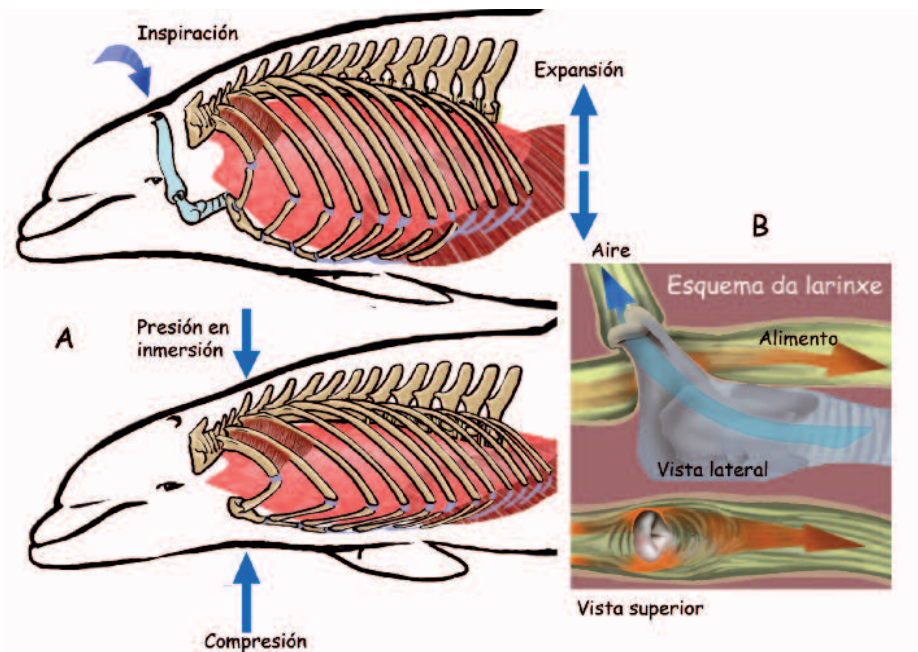 Inspiración
Expansión
A
Presión en
inmersión
Compresión
B
Aire
Esquema da larinxe
Alimento
Vista lateral
Vista superior